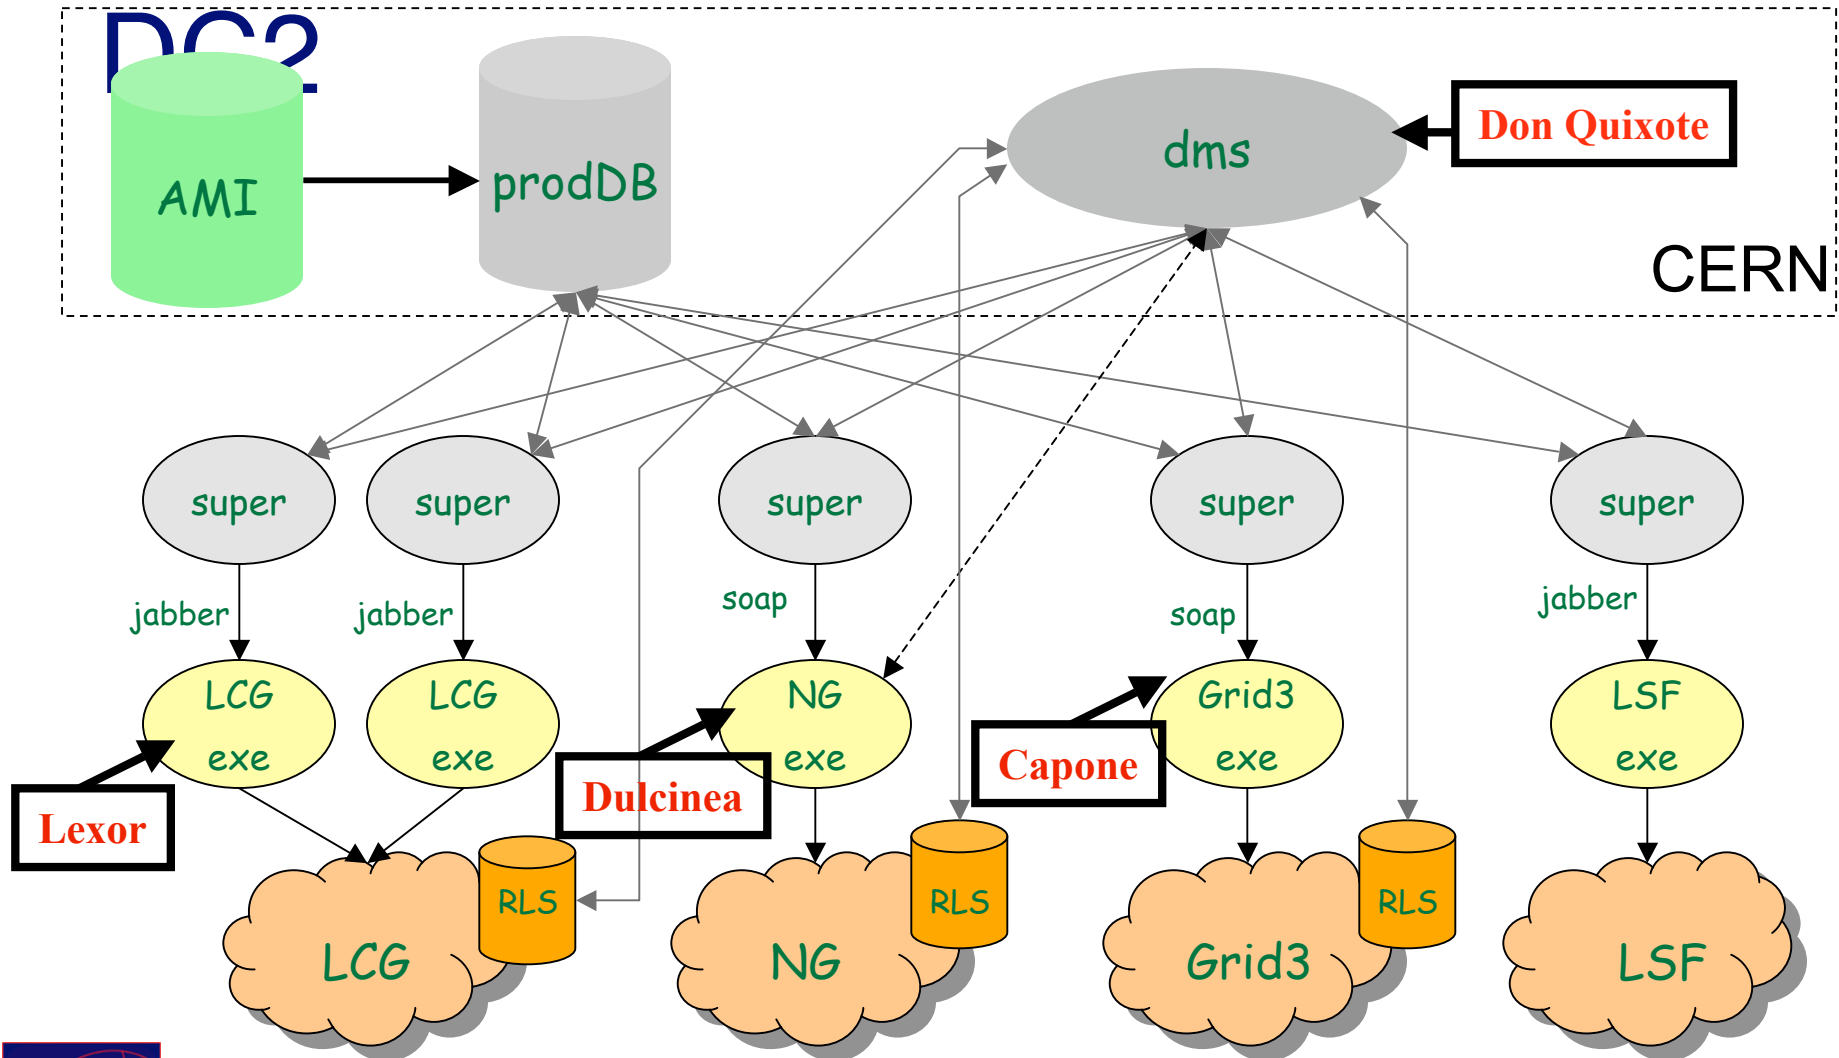 DC2
AMI
prodDB
dms
Don Quixote
CERN
super
super
super
super
super
jabber
jabber
soap
soap
jabber
LCG
exe
LCG
exe
NG
exe
Grid3
exe
LSF
exe
Lexor
Dulcinea
Capone
RLS
RLS
RLS
LCG
NG
Grid3
LSF